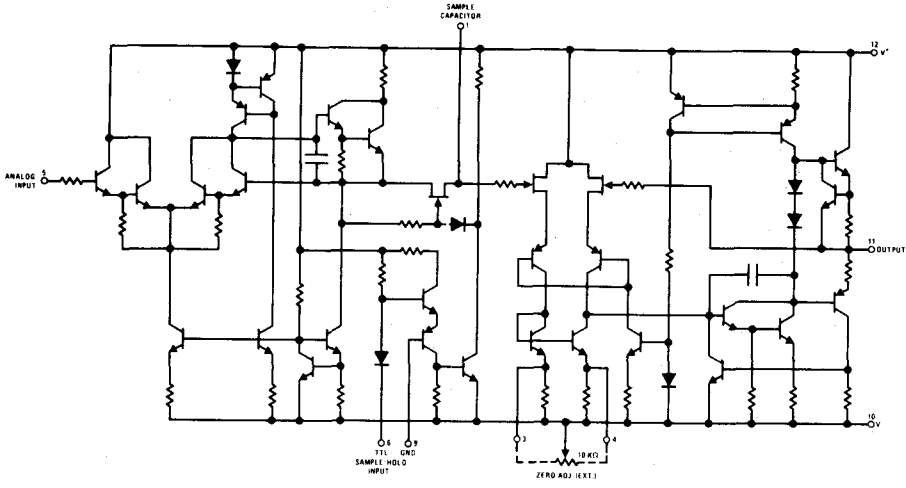 SAMPLE
CAPACITOR
1
12
V+
5
ANALOG
INPUT
11
OUTPUT
10
V-
6
9
TTL
GND
SAMPLE HOLD
INPUT
3
4
10 KΩ
ZERO ADJ (EXT.)